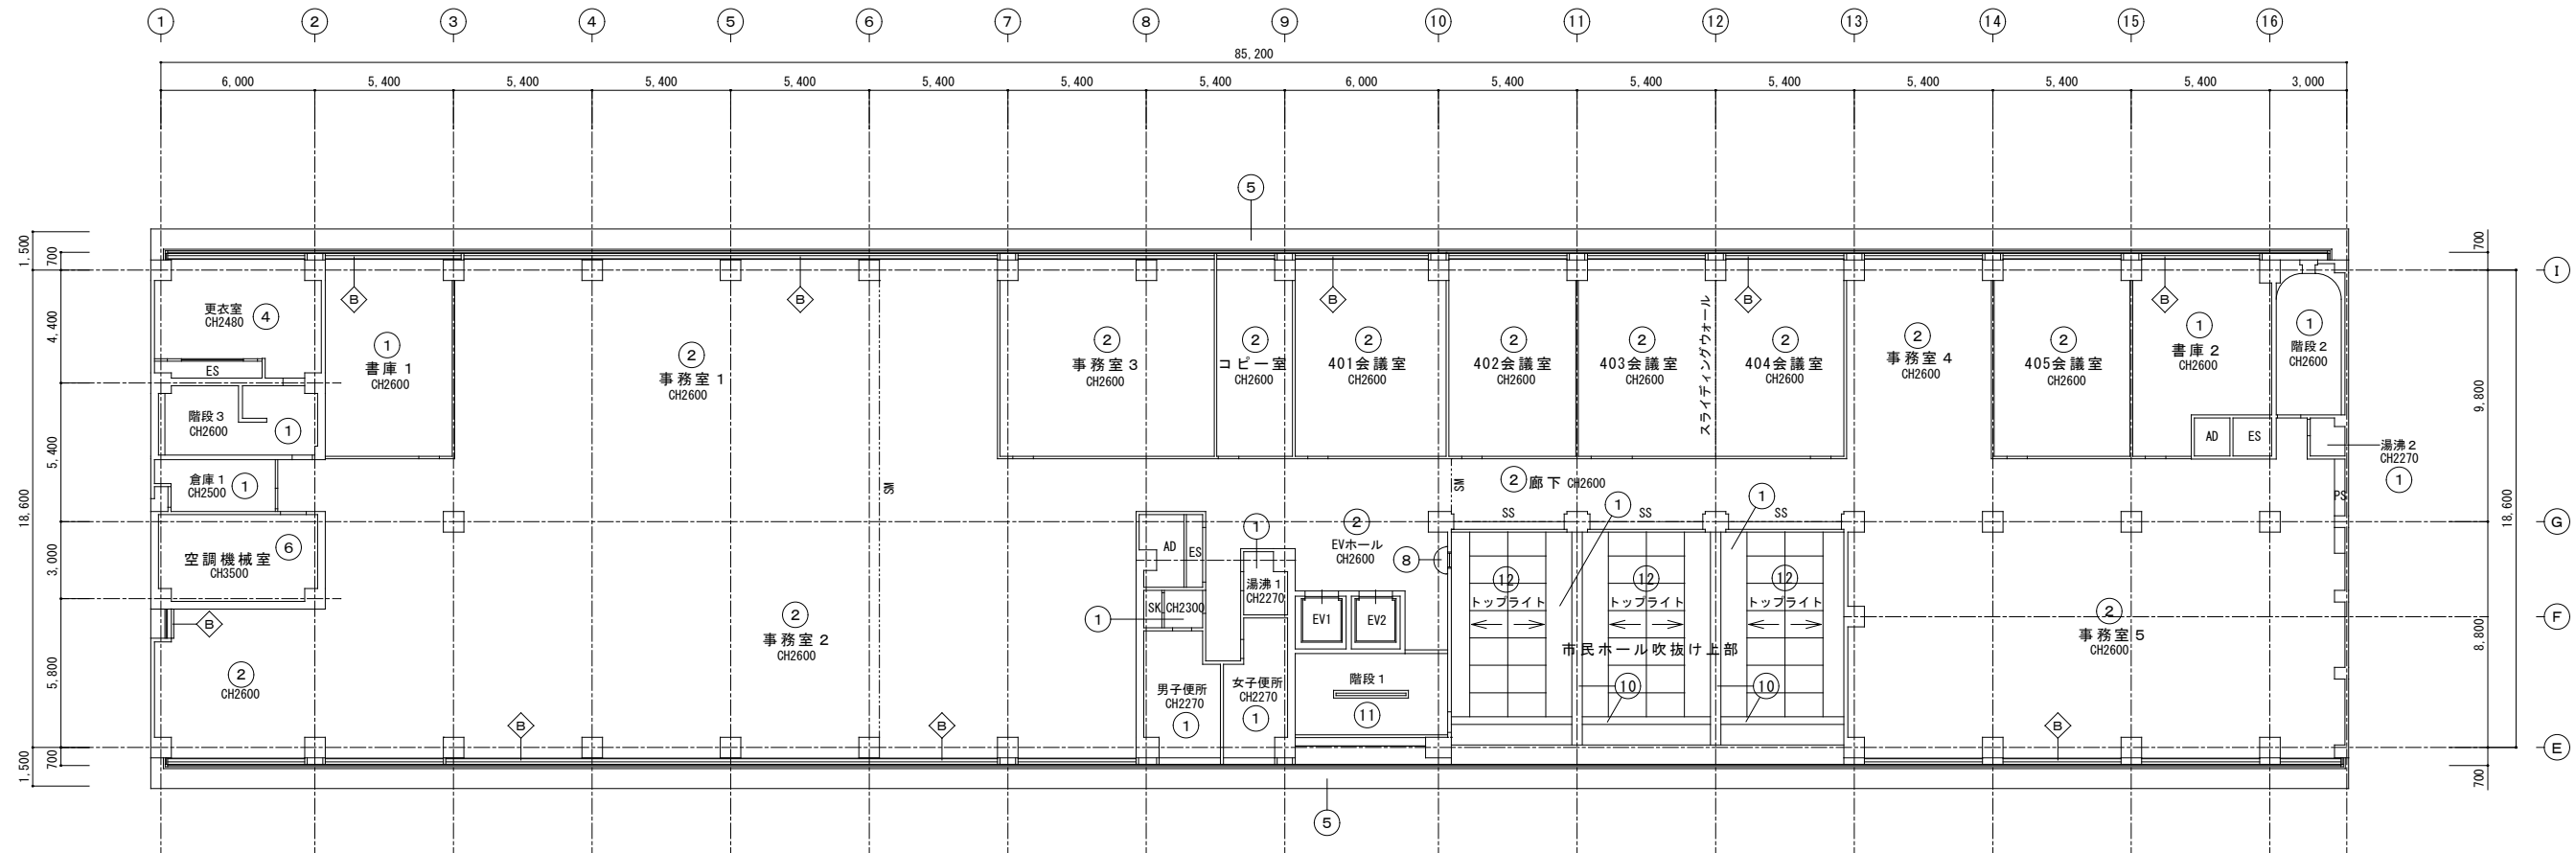 1 2 3 4 5 6 7 8 9 10 11 12 13 14 15 16
85,200
6,000 5,400 5,400 5,400 5,400 5,400 5,400 5,400 6,000 5,400 5,400 5,400 5,400 5,400 5,400 3,000
5
1,500
700
4,400
5,400
18,600
3,000
5,800
1,500
700
700
9,800
18,600
8,800
700
I
G
F
E
更衣室
CH2480
4
ES
階段3
CH2600
1
倉庫1
CH2500
1
空調機械室
CH3500
6
B
2
CH2600
B
1
書庫1
CH2600
B
2
事務室1
CH2600
SW
2
事務室2
CH2600
B
B
2
事務室3
CH2600
2
コピー室
CH2600
B
2
401会議室
CH2600
2
402会議室
CH2600
2
403会議室
CH2600
スライディングウォール
B
2
404会議室
CH2600
2
事務室4
CH2600
2
405会議室
CH2600
B
1
書庫2
CH2600
AD
ES
1
階段2
CH2600
湯沸2
CH2270
1
PS
SW
2 廊下 CH2600
1
1
SS
SS
SS
AD
ES
SK CH2300
1
1
湯沸1
CH2270
2
EVホール
CH2600
8
EV1
EV2
男子便所
CH2270
1
女子便所
CH2270
1
階段1
11
12
トップライト
12
トップライト
12
トップライト
市民ホール吹抜け上部
10
10
2
事務室5
CH2600
B
5